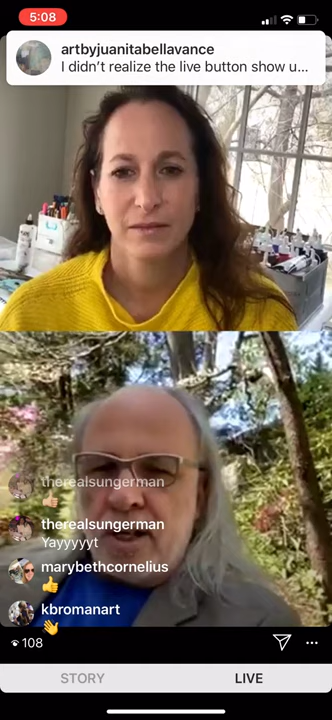 5:08
artbyjuanitabellavance
I didn't realize the live button show u...
therealsungerman
therealsungerman
Yayyyyyt
marybethcornelius
kbromanart
108
STORY LIVE